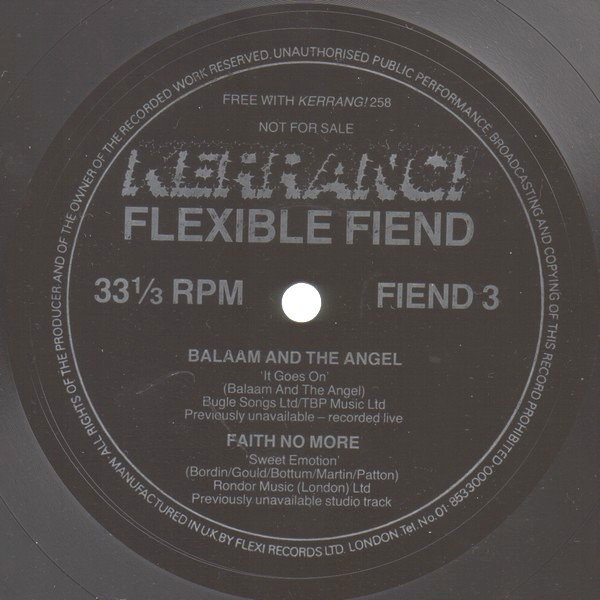 ALL RIGHTS OF THE PRODUCER AND OF THE OWNER OF THE RECORDED WORK RESERVED. UNAUTHORISED PUBLIC PERFORMANCE BROADCASTING AND COPYING OF THIS RECORD PROHIBITED.
FREE WITH KERRANG! 258
NOT FOR SALE
KERRANG!
FLEXIBLE FIEND
33 1/3 RPM
FIEND 3
BALAAM AND THE ANGEL
'It Goes On'
(Balaam And The Angel)
Bugle Songs Ltd/TBP Music Ltd
Previously unavailable – recorded live
FAITH NO MORE
'Sweet Emotion'
(Bordin/Gould/Bottum/Martin/Patton)
Rondor Music (London) Ltd
Previously unavailable studio track
MANUFACTURED IN U.K. BY FLEXI RECORDS LTD. LONDON. Tel. No. 01-853 3000.